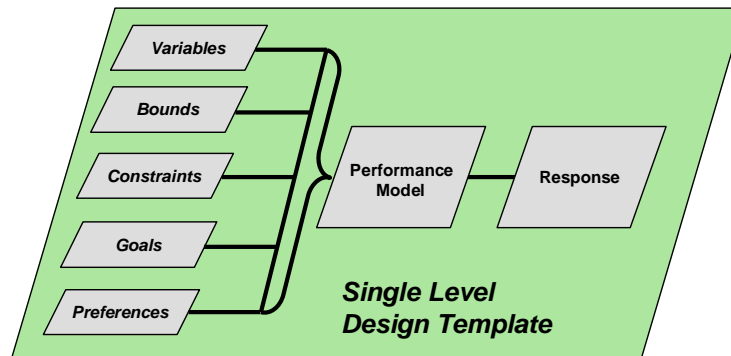 Variables
Bounds
Constraints
Goals
Preferences
Performance
Model
Response
Single Level
Design Template